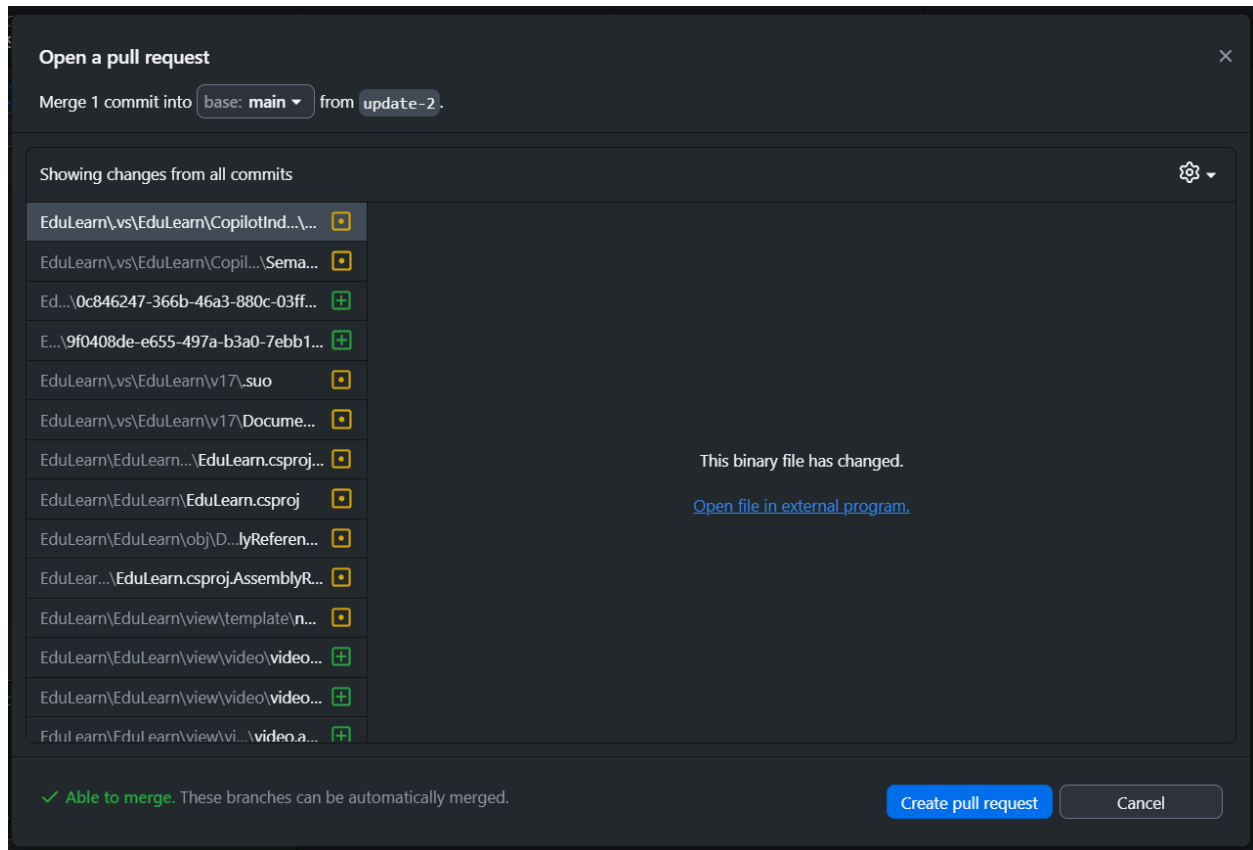 Open a pull request
Merge 1 commit into base: main from update-2.
Showing changes from all commits
EduLearn\.vs\EduLearn\CopilotInd...\...
EduLearn\.vs\EduLearn\Copil...\Sema...
Ed...\0c846247-366b-46a3-880c-03ff...
E...\9f0408de-e655-497a-b3a0-7ebb1...
EduLearn\.vs\EduLearn\v17\.suo
EduLearn\.vs\EduLearn\v17\Docume...
EduLearn\EduLearn...\EduLearn.csproj...
EduLearn\EduLearn\EduLearn.csproj
EduLearn\EduLearn\obj\D...lyReferen...
EduLear...\EduLearn.csproj.AssemblyR...
EduLearn\EduLearn\view\template\n...
EduLearn\EduLearn\view\video\video...
EduLearn\EduLearn\view\video\video...
EduLearn\EduLearn\view\vi...\video.a...
This binary file has changed.
Open file in external program.
Able to merge. These branches can be automatically merged.
Create pull request
Cancel